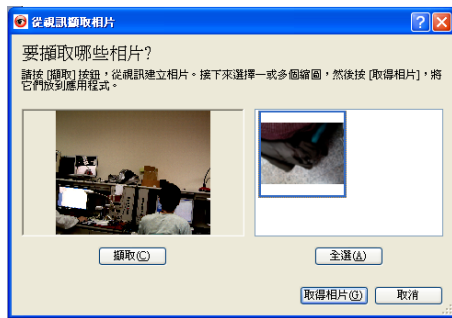 從視訊擷取相片
要擷取哪些相片?
請按 [擷取] 按鈕，從視訊建立相片。接下來選擇一或多個縮圖，然後按 [取得相片]，將
它們放到應用程式。
擷取(C)
全選(A)
取得相片(G)
取消